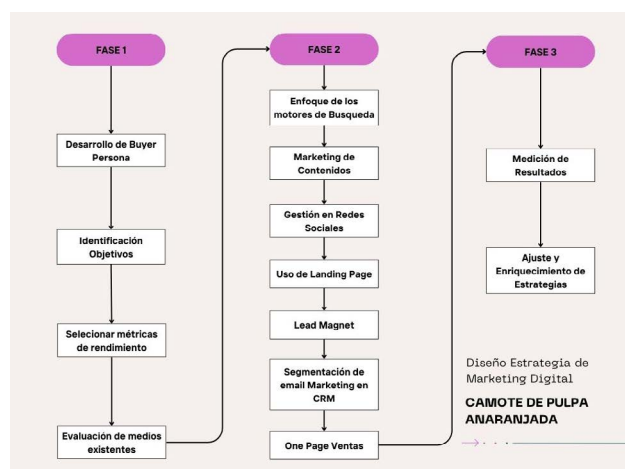 FASE 1
Desarrollo de Buyer
Persona
Identificación
Objetivos
Selecionar métricas
de rendimiento
Evaluación de medios
existentes
FASE 2
Enfoque de los
motores de Busqueda
Marketing de
Contenidos
Gestión en Redes
Sociales
Uso de Landing Page
Lead Magnet
Segmentación de
email Marketing en
CRM
One Page Ventas
FASE 3
Medición de
Resultados
Ajuste y
Enriquecimiento de
Estrategias
Diseño Estrategia de
Marketing Digital
CAMOTE DE PULPA
ANARANJADA